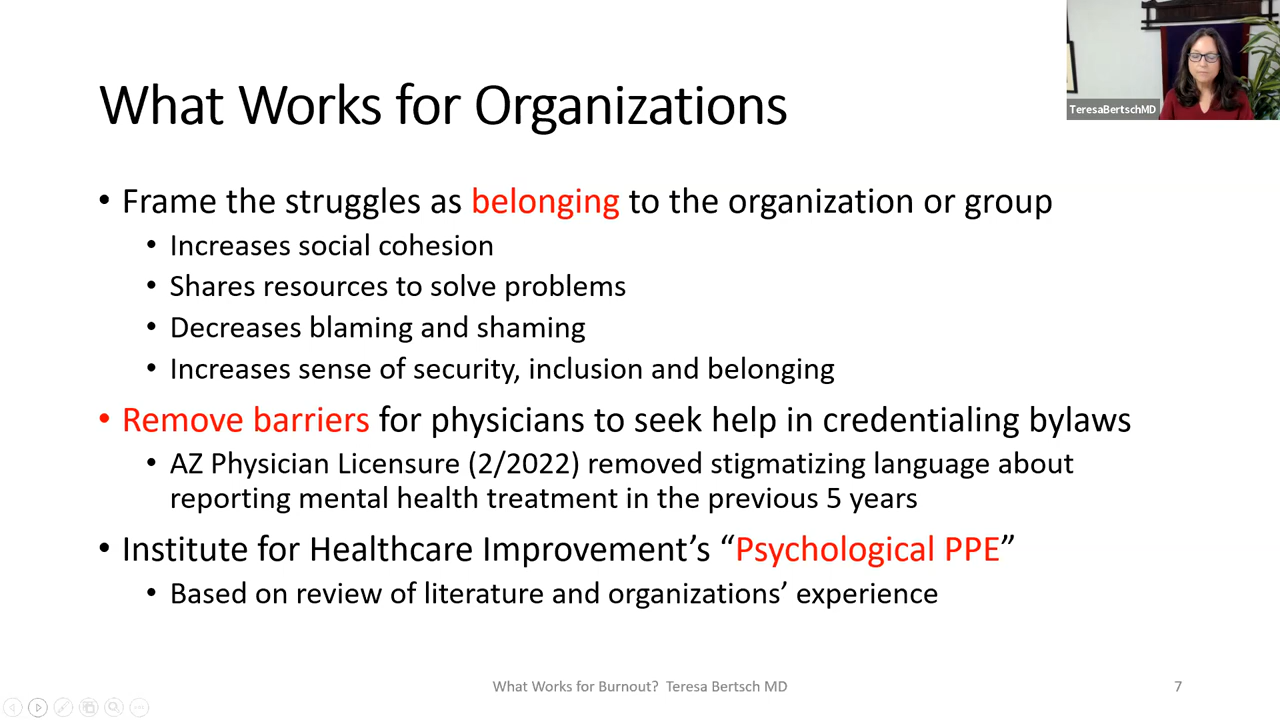 TeresaBertschMD
What Works for Organizations
• Frame the struggles as belonging to the organization or group
• Increases social cohesion
• Shares resources to solve problems
• Decreases blaming and shaming
• Increases sense of security, inclusion and belonging
• Remove barriers for physicians to seek help in credentialing bylaws
• AZ Physician Licensure (2/2022) removed stigmatizing language about
reporting mental health treatment in the previous 5 years
• Institute for Healthcare Improvement’s “Psychological PPE”
• Based on review of literature and organizations’ experience
What Works for Burnout?  Teresa Bertsch MD
7